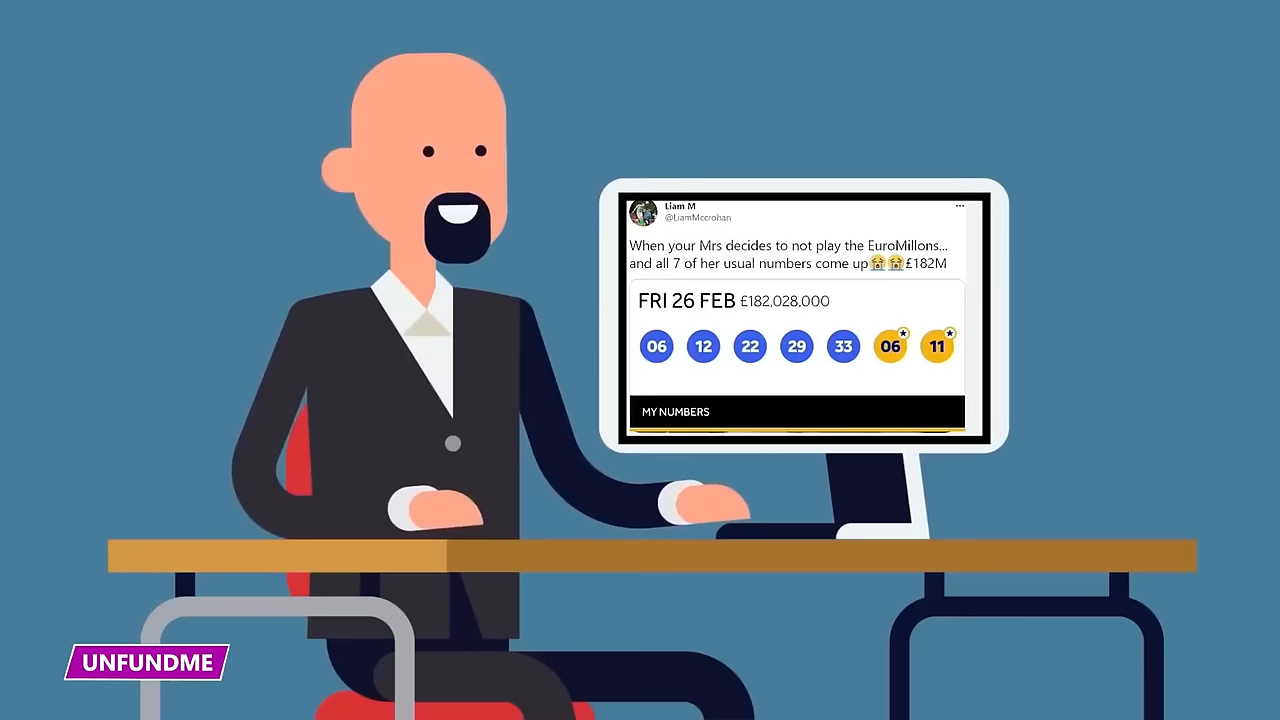 Liam M
@LiamMccrohan
When your Mrs decides to not play the EuroMillons...
and all 7 of her usual numbers come up😭😭£182M
FRI 26 FEB £182,028,000
06 12 22 29 33 06 11
MY NUMBERS
UNFUNDME